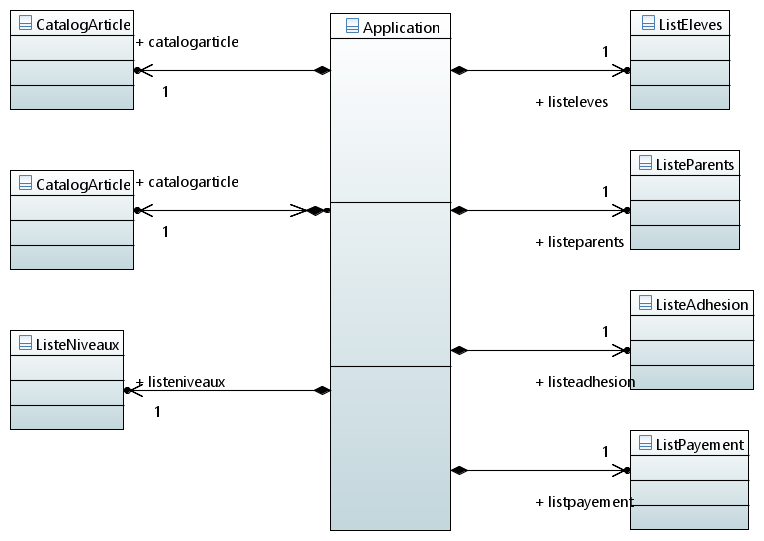 CatalogArticle
+ catalogarticle
1
Application
ListEleves
1
+ listeleves
CatalogArticle
+ catalogarticle
1
ListeParents
1
+ listeparents
ListeNiveaux
+ listeniveaux
1
ListeAdhesion
1
+ listeadhesion
ListPayement
1
+ listpayement